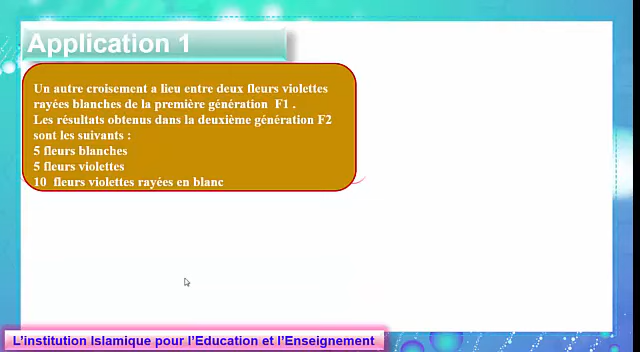 Application 1
Un autre croisement a lieu entre deux fleurs violettes
rayées blanches de la première génération F1 .
Les résultats obtenus dans la deuxième génération F2
sont les suivants :
5 fleurs blanches
5 fleurs violettes
10 fleurs violettes rayées en blanc
L’institution Islamique pour l’Education et l’Enseignement